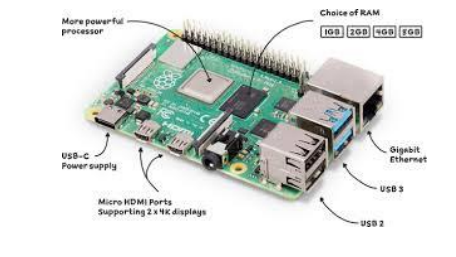 More powerful
processor
Choice of RAM
1GB 2GB 4GB 8GB
HDMI
USB-C
Power supply
Micro HDMI Ports
Supporting 2 x 4K displays
Gigabit
Ethernet
USB 3
USB 2